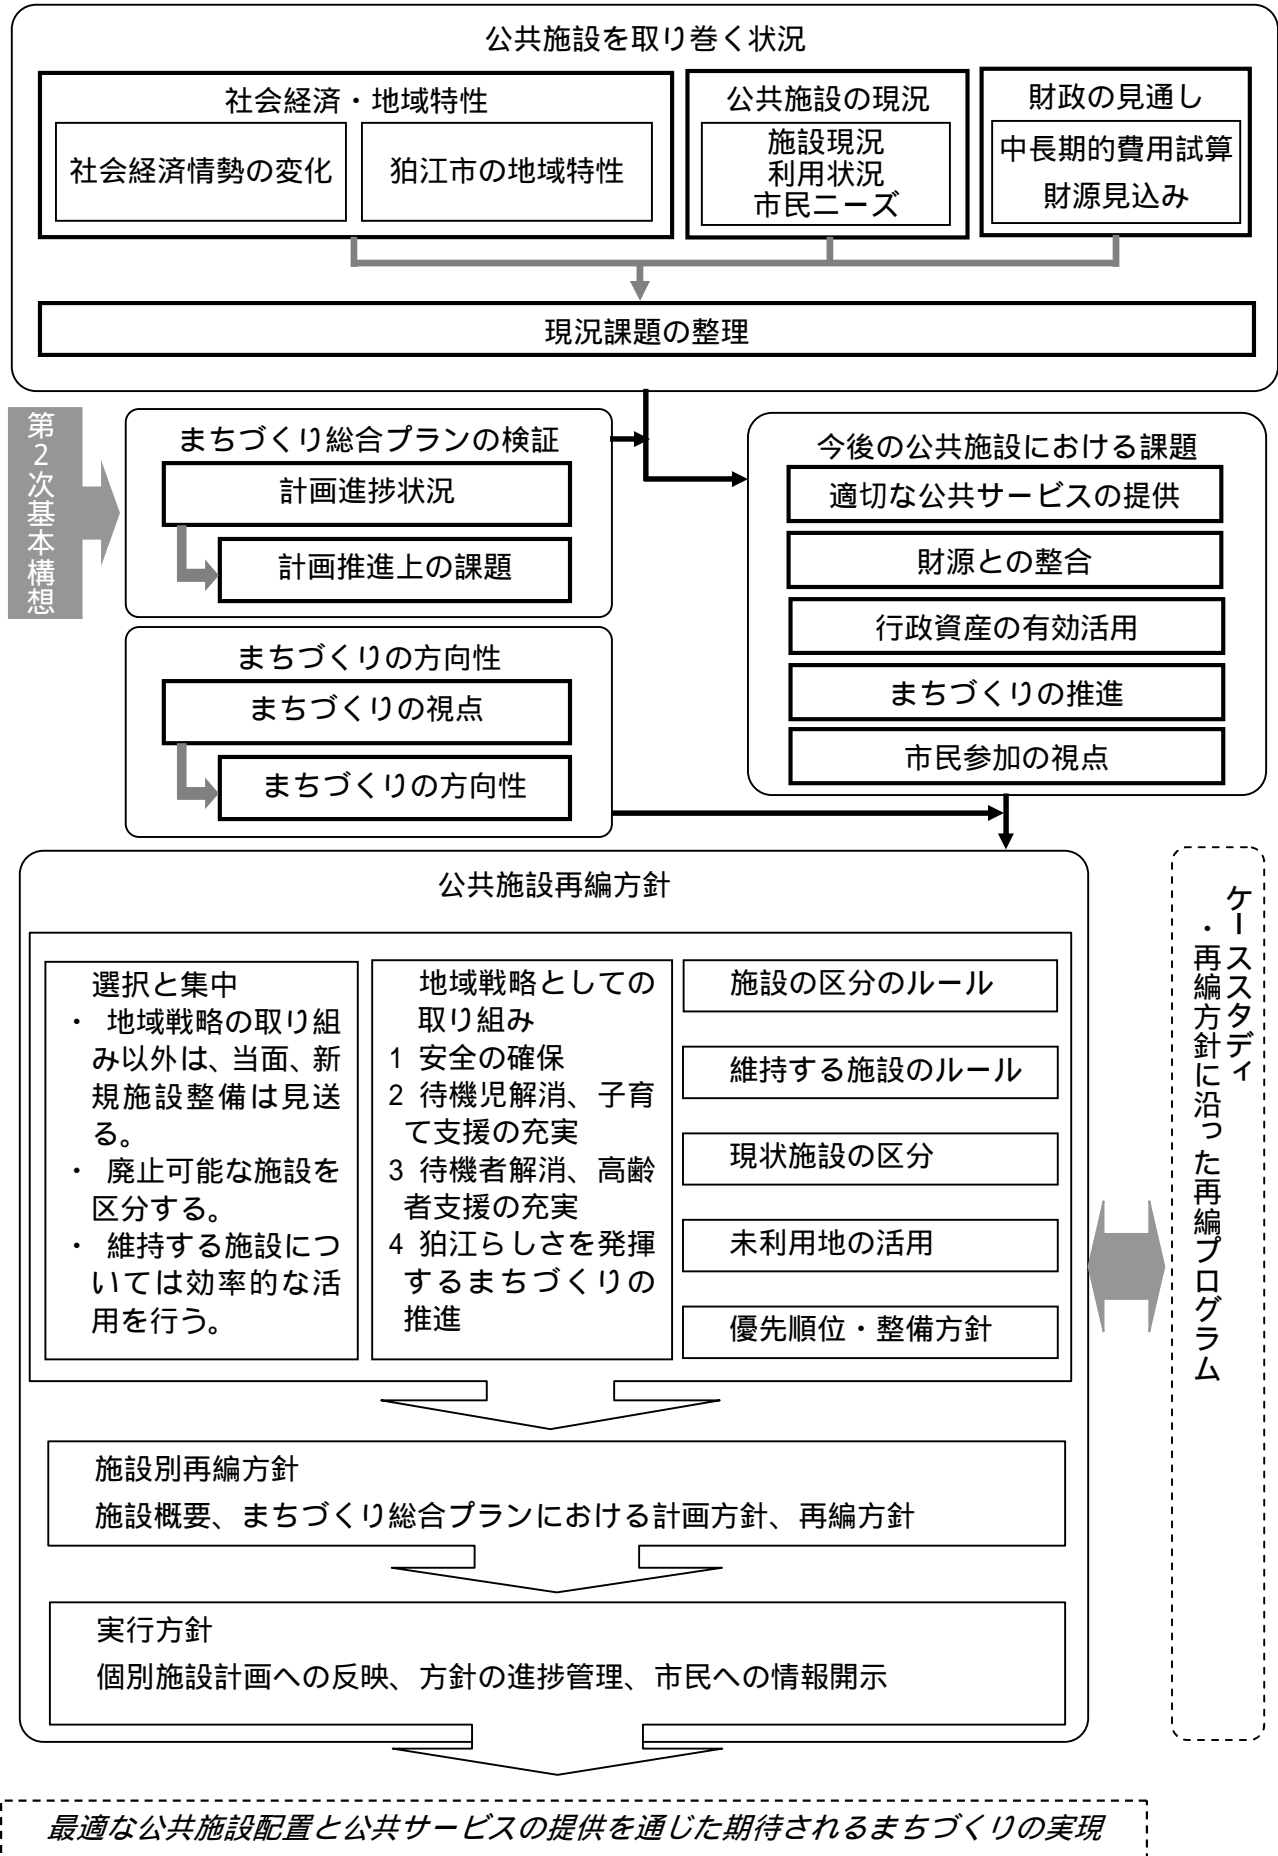 公共施設を取り巻く状況
社会経済・地域特性
社会経済情勢の変化
狛江市の地域特性
公共施設の現況
施設現況
利用状況
市民ニーズ
財政の見通し
中長期的費用試算
財源見込み
現況課題の整理
第2次基本構想
まちづくり総合プランの検証
計画進捗状況
計画推進上の課題
まちづくりの方向性
まちづくりの視点
まちづくりの方向性
今後の公共施設における課題
適切な公共サービスの提供
財源との整合
行政資産の有効活用
まちづくりの推進
市民参加の視点
公共施設再編方針
選択と集中
・ 地域戦略の取り組
み以外は、当面、新
規施設整備は見送
る。
・ 廃止可能な施設を
区分する。
・ 維持する施設につ
いては効率的な活
用を行う。
地域戦略としての
取り組み
1 安全の確保
2 待機児解消、子育
て支援の充実
3 待機者解消、高齢
者支援の充実
4 狛江らしさを発揮
するまちづくりの
推進
施設の区分のルール
維持する施設のルール
現状施設の区分
未利用地の活用
優先順位・整備方針
ケーススタディ
・再編方針に沿った再編プログラム
施設別再編方針
施設概要、まちづくり総合プランにおける計画方針、再編方針
実行方針
個別施設計画への反映、方針の進捗管理、市民への情報開示
最適な公共施設配置と公共サービスの提供を通じた期待されるまちづくりの実現